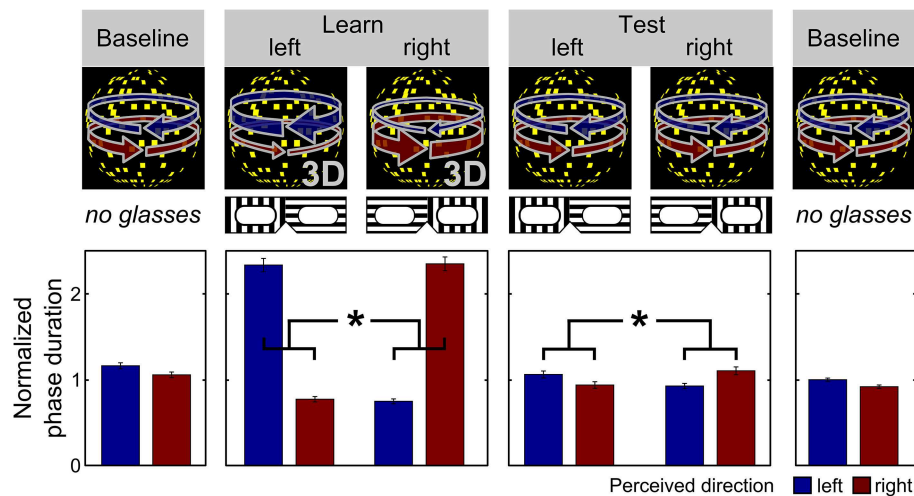 Baseline
Learn
left right
Test
left right
Baseline
3D
3D
no glasses
no glasses
Normalized
phase duration
2
1
0
*
*
Perceived direction
left
right